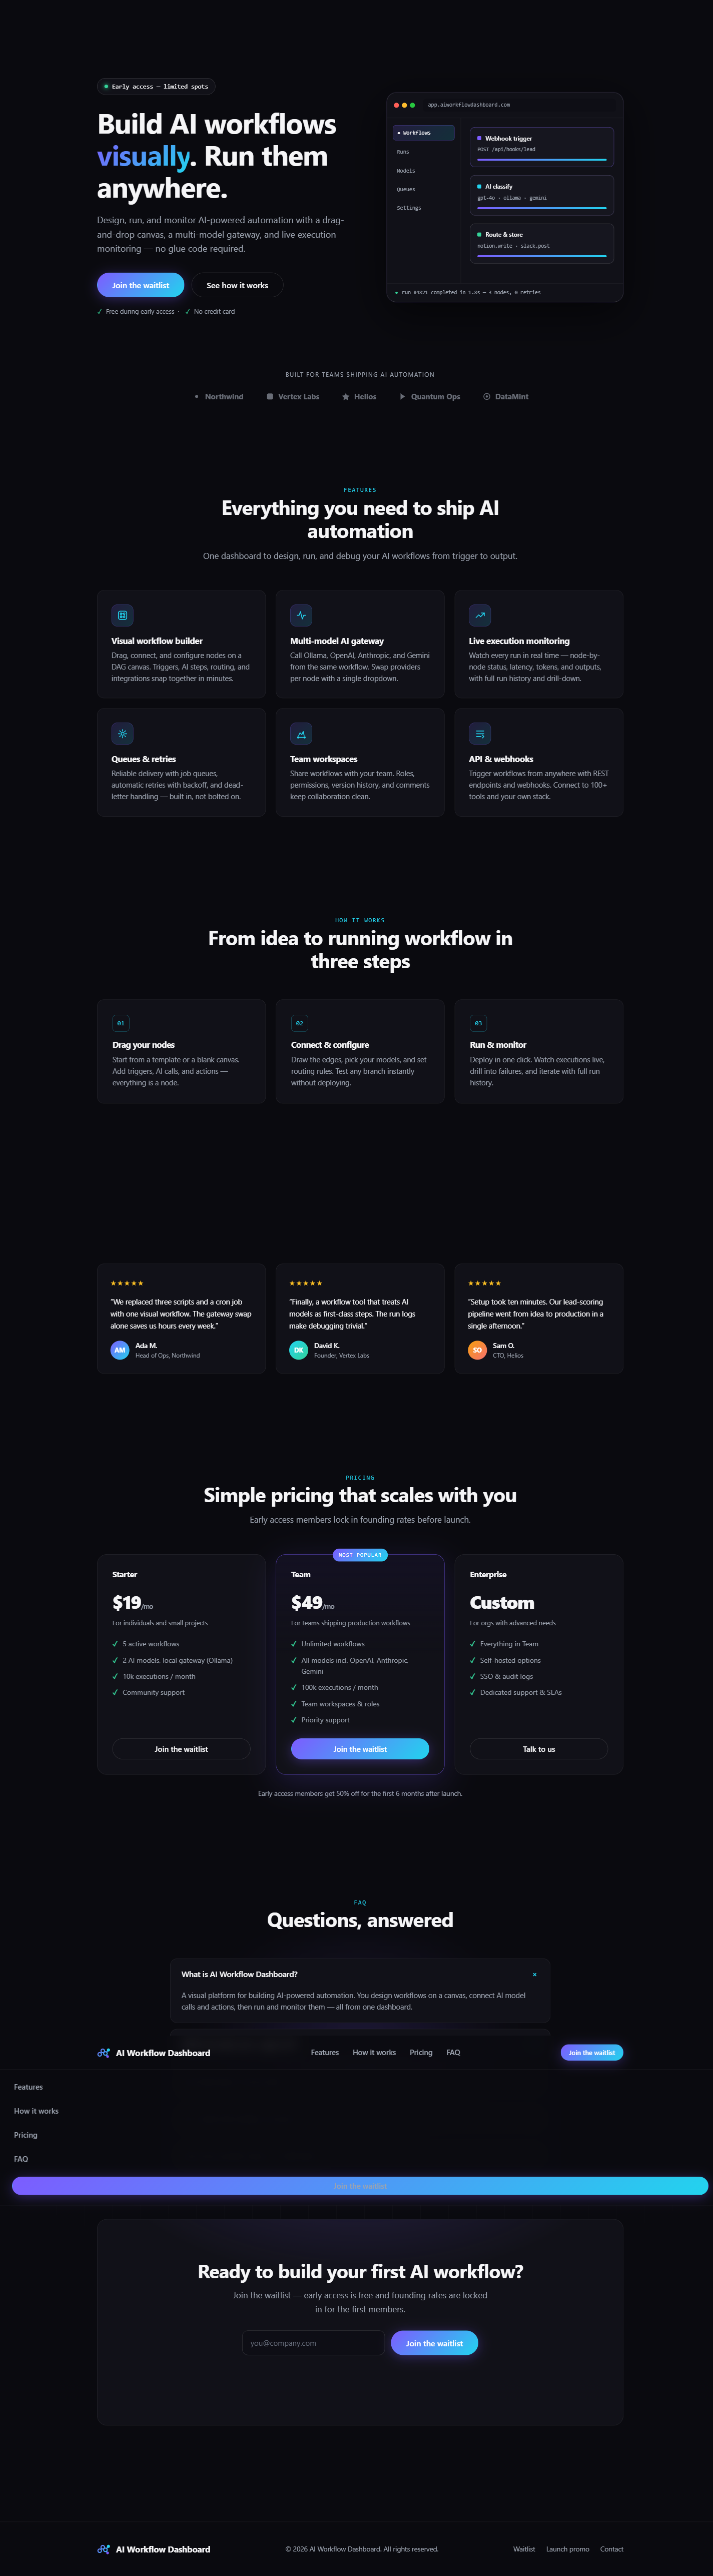 Early access — limited spots
Build AI workflows
visually. Run them
anywhere.
Design, run, and monitor AI-powered automation with a drag-
and-drop canvas, a multi-model gateway, and live execution
monitoring — no glue code required.
Join the waitlist
See how it works
✓ Free during early access · ✓ No credit card
app.aiworkflowdashboard.com
Workflows
Runs
Models
Queues
Settings
Webhook trigger
POST /api/hooks/lead
AI classify
gpt-4o · ollama · gemini
Route & store
notion.write · slack.post
run #4821 completed in 1.8s — 3 nodes, 0 retries
BUILT FOR TEAMS SHIPPING AI AUTOMATION
Northwind
Vertex Labs
Helios
Quantum Ops
DataMint
FEATURES
Everything you need to ship AI
automation
One dashboard to design, run, and debug your AI workflows from trigger to output.
Visual workflow builder
Drag, connect, and configure nodes on a
DAG canvas. Triggers, AI steps, routing, and
integrations snap together in minutes.
Multi-model AI gateway
Call Ollama, OpenAI, Anthropic, and Gemini
from the same workflow. Swap providers
per node with a single dropdown.
Live execution monitoring
Watch every run in real time — node-by-
node status, latency, tokens, and outputs,
with full run history and drill-down.
Queues & retries
Reliable delivery with job queues,
automatic retries with backoff, and dead-
letter handling — built in, not bolted on.
Team workspaces
Share workflows with your team. Roles,
permissions, version history, and comments
keep collaboration clean.
API & webhooks
Trigger workflows from anywhere with REST
endpoints and webhooks. Connect to 100+
tools and your own stack.
HOW IT WORKS
From idea to running workflow in
three steps
01
Drag your nodes
Start from a template or a blank canvas.
Add triggers, AI calls, and actions —
everything is a node.
02
Connect & configure
Draw the edges, pick your models, and set
routing rules. Test any branch instantly
without deploying.
03
Run & monitor
Deploy in one click. Watch executions live,
drill into failures, and iterate with full run
history.
★★★★★
"We replaced three scripts and a cron job
with one visual workflow. The gateway swap
alone saves us hours every week."
AM
Ada M.
Head of Ops, Northwind
★★★★★
"Finally, a workflow tool that treats AI
models as first-class steps. The run logs
make debugging trivial."
DK
David K.
Founder, Vertex Labs
★★★★★
"Setup took ten minutes. Our lead-scoring
pipeline went from idea to production in a
single afternoon."
SO
Sam O.
CTO, Helios
PRICING
Simple pricing that scales with you
Early access members lock in founding rates before launch.
Starter
$19/mo
For individuals and small projects
✓ 5 active workflows
✓ 2 AI models, local gateway (Ollama)
✓ 10k executions / month
✓ Community support
Join the waitlist
MOST POPULAR
Team
$49/mo
For teams shipping production workflows
✓ Unlimited workflows
✓ All models incl. OpenAI, Anthropic,
Gemini
✓ 100k executions / month
✓ Team workspaces & roles
✓ Priority support
Join the waitlist
Enterprise
Custom
For orgs with advanced needs
✓ Everything in Team
✓ Self-hosted options
✓ SSO & audit logs
✓ Dedicated support & SLAs
Talk to us
Early access members get 50% off for the first 6 months after launch.
FAQ
Questions, answered
What is AI Workflow Dashboard?
A visual platform for building AI-powered automation. You design workflows on a canvas, connect AI model
calls and actions, then run and monitor them — all from one dashboard.
AI Workflow Dashboard
Features
How it works
Pricing
FAQ
Join the waitlist
Features
How it works
Pricing
FAQ
Join the waitlist
Ready to build your first AI workflow?
Join the waitlist — early access is free and founding rates are locked
in for the first members.
you@company.com
Join the waitlist
AI Workflow Dashboard
© 2026 AI Workflow Dashboard. All rights reserved.
Waitlist
Launch promo
Contact